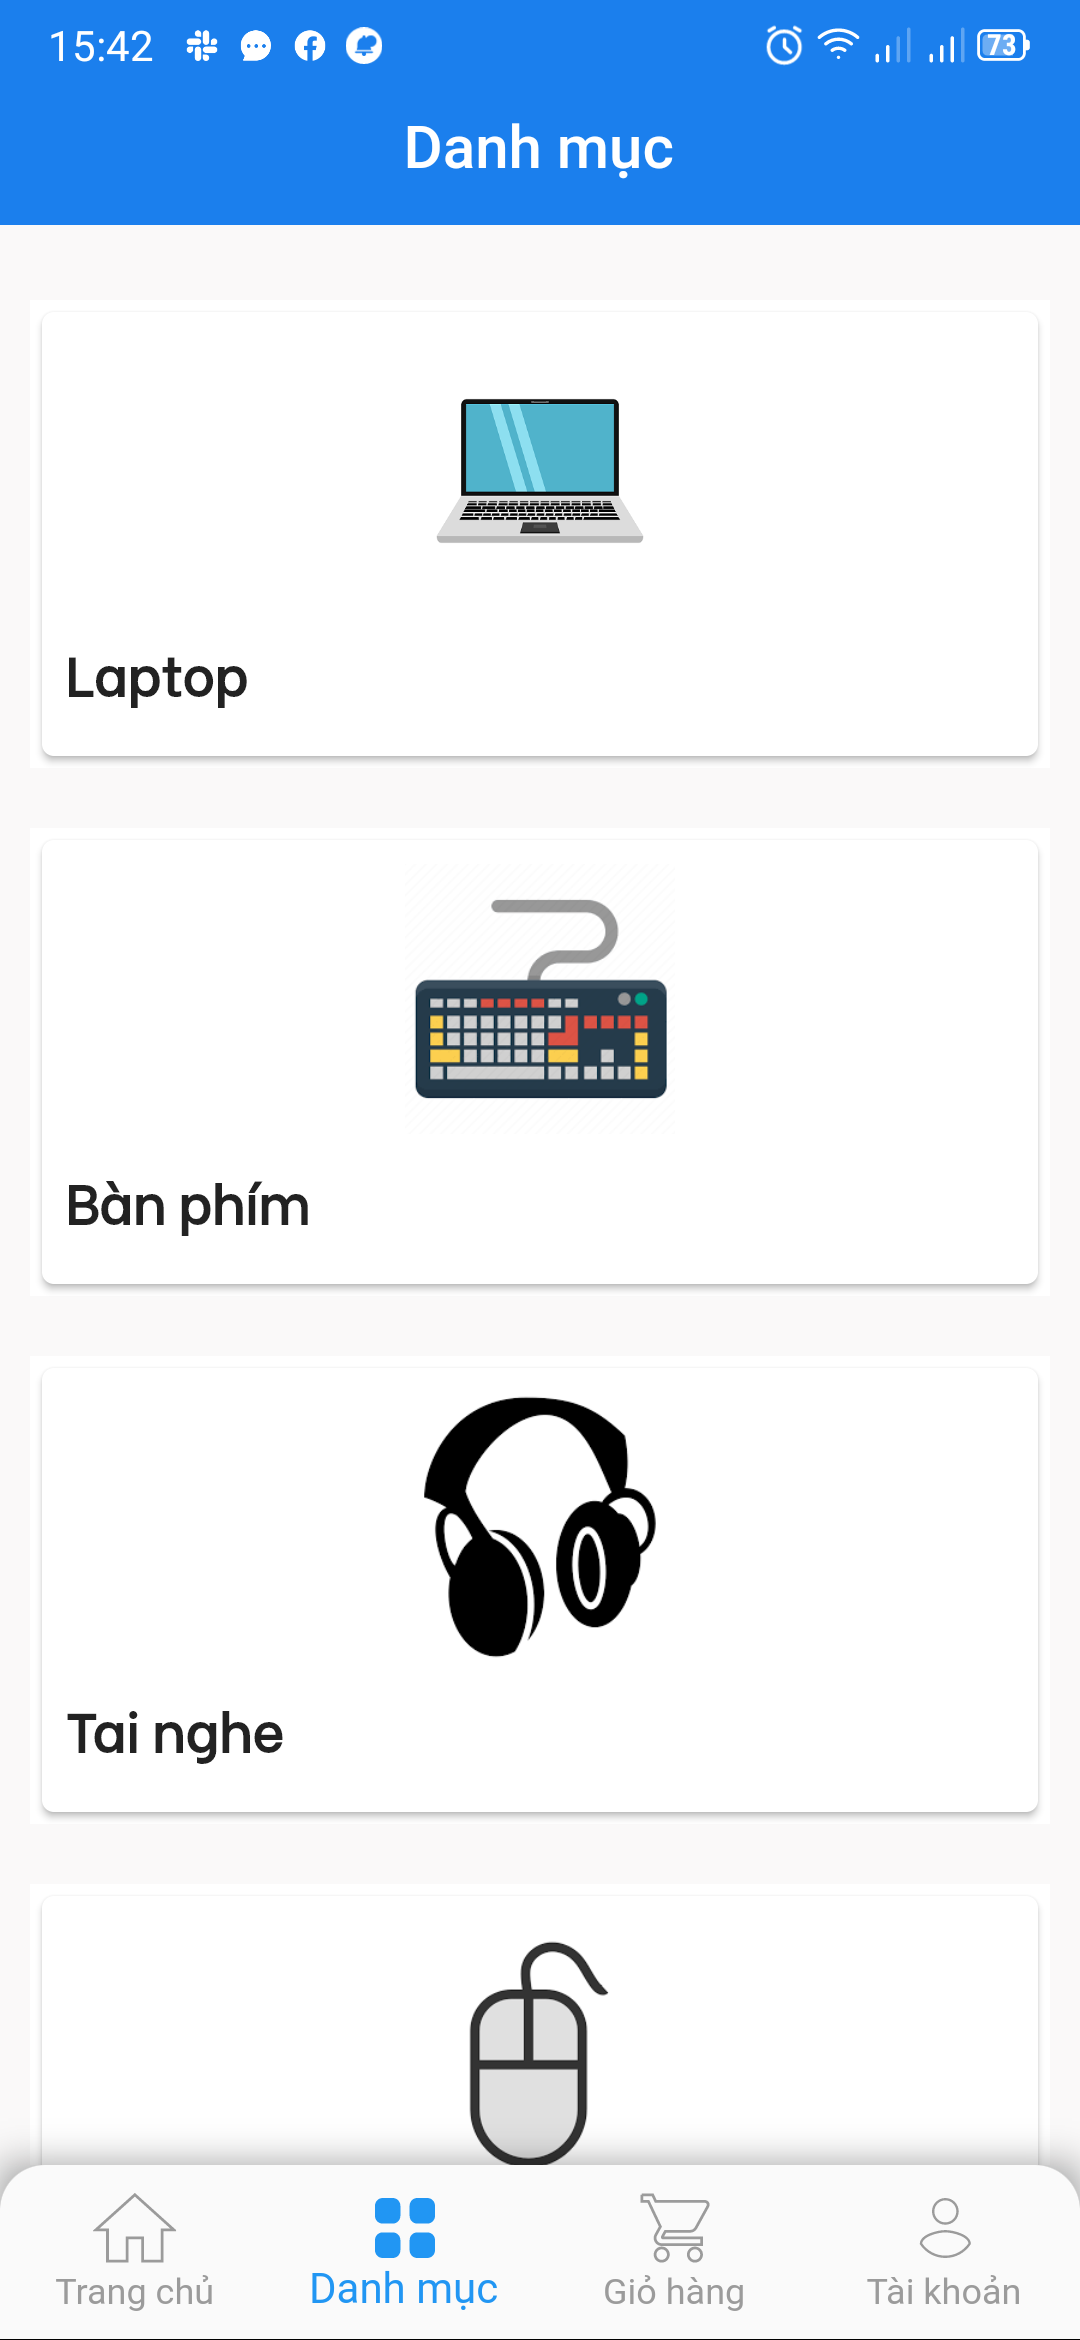 15:42
73
Danh mục
Laptop
Bàn phím
Tai nghe
Trang chủ
Danh mục
Giỏ hàng
Tài khoản